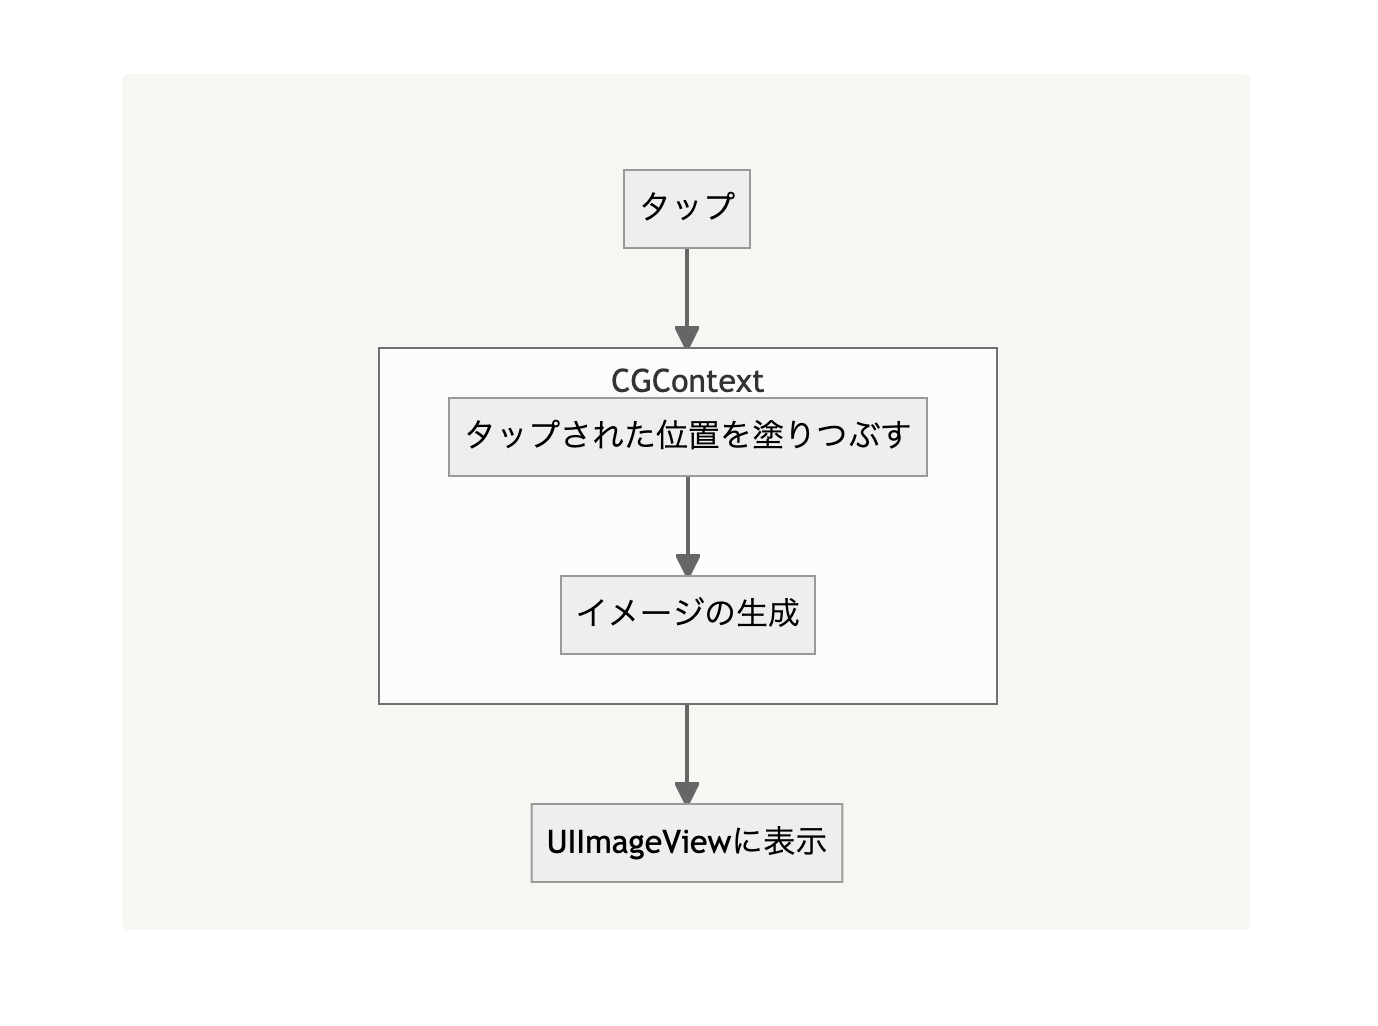 タップ
CGContext
タップされた位置を塗りつぶす
イメージの生成
UIImageViewに表示